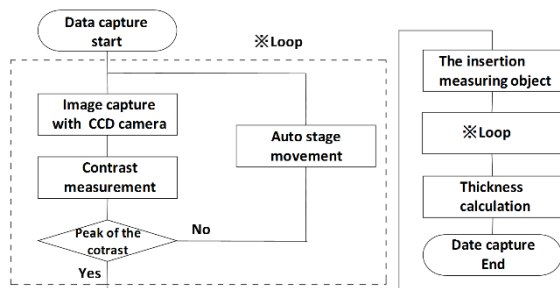 Data capture
start
※Loop
Image capture
with CCD camera
Auto stage
movement
Contrast
measurement
Peak of the
cotrast
No
Yes
The insertion
measuring object
※Loop
Thickness
calculation
Date capture
End